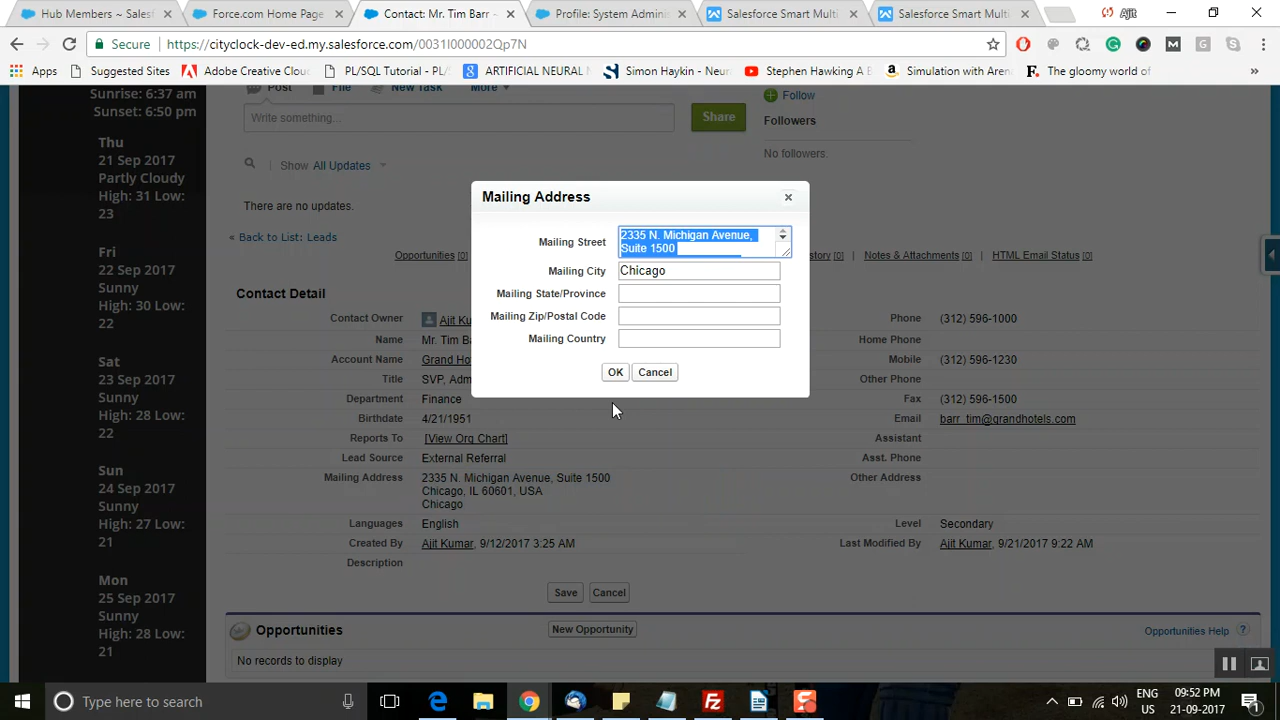 Hub Members ~ Salesf
Force.com Home Page
Contact: Mr. Tim Barr ~
Profile: System Adminis
Salesforce Smart Multi
Salesforce Smart Multi
Ajit
Secure
https://cityclock-dev-ed.my.salesforce.com/0031I000002Qp7N
Apps
Suggested Sites
Adobe Creative Clou
PL/SQL Tutorial - PL/S
ARTIFICIAL NEURAL
Simon Haykin - Neur
Stephen Hawking A B
Simulation with Aren
The gloomy world of
Sunrise: 6:37 am
Sunset: 6:50 pm
Thu
21 Sep 2017
Partly Cloudy
High: 31 Low:
23
Fri
22 Sep 2017
Sunny
High: 30 Low:
22
Sat
23 Sep 2017
Sunny
High: 28 Low:
22
Sun
24 Sep 2017
Sunny
High: 27 Low:
21
Mon
25 Sep 2017
Sunny
High: 28 Low:
21
Post
File
New Task
More
Write something...
Share
Follow
Followers
No followers.
Show All Updates
There are no updates.
« Back to List: Leads
Opportunities [0]
Notes & Attachments [0]
HTML Email Status [0]
Mailing Address
Mailing Street
2335 N. Michigan Avenue,
Suite 1500
Mailing City
Chicago
Mailing State/Province
Mailing Zip/Postal Code
Mailing Country
OK
Cancel
Contact Detail
Contact Owner
Ajit Ku
Name
Mr. Tim Ba
Account Name
Grand Ho
Title
SVP, Adm
Department
Finance
Birthdate
4/21/1951
Reports To
[View Org Chart]
Lead Source
External Referral
Mailing Address
2335 N. Michigan Avenue, Suite 1500
Chicago, IL 60601, USA
Chicago
Languages
English
Created By
Ajit Kumar, 9/12/2017 3:25 AM
Description
Phone
(312) 596-1000
Home Phone
Mobile
(312) 596-1230
Other Phone
Fax
(312) 596-1500
Email
barr_tim@grandhotels.com
Assistant
Asst. Phone
Other Address
Level
Secondary
Last Modified By
Ajit Kumar, 9/21/2017 9:22 AM
Save
Cancel
Opportunities
New Opportunity
Opportunities Help
No records to display
Type here to search
ENG
US
09:52 PM
21-09-2017